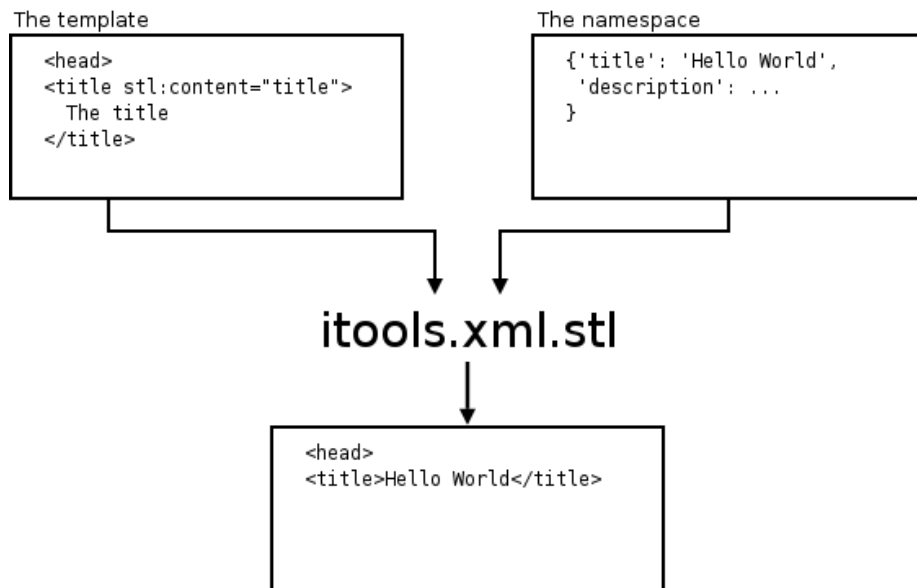 The template
<head>
<title stl:content="title">
The title
</title>
The namespace
{'title': 'Hello World',
'description': ...
}
itools.xml.stl
<head>
<title>Hello World</title>